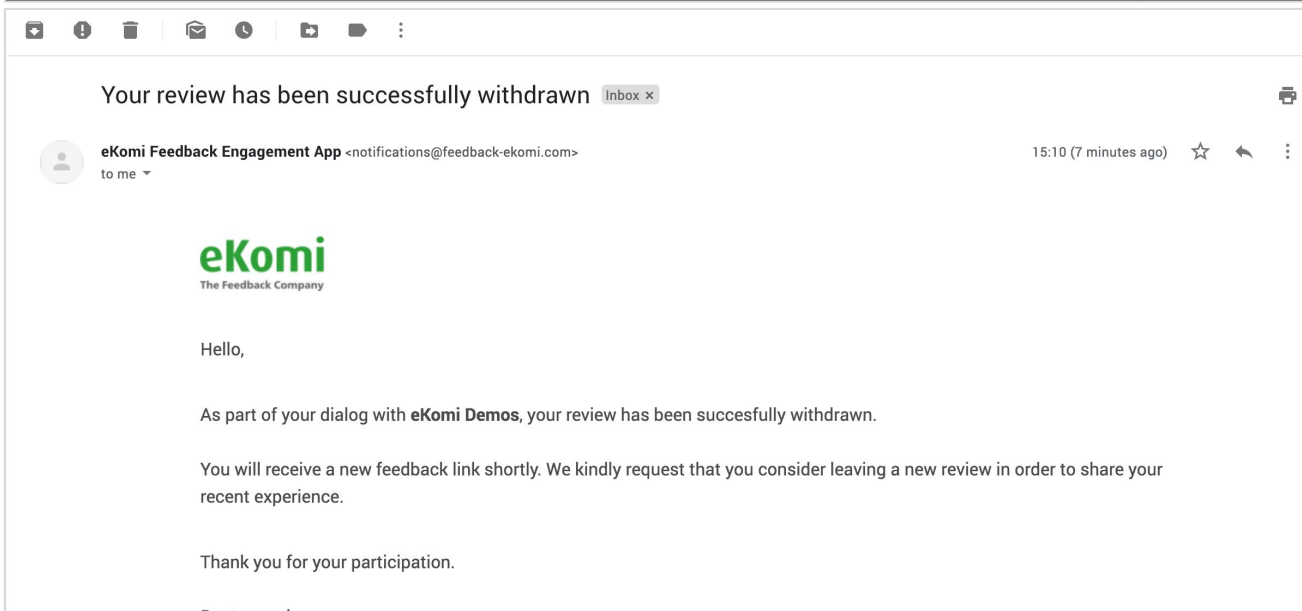 Your review has been successfully withdrawn Inbox ×
eKomi Feedback Engagement App <notifications@feedback-ekomi.com> 15:10 (7 minutes ago)
to me
eKomi
The Feedback Company
Hello,
As part of your dialog with eKomi Demos, your review has been succesfully withdrawn.
You will receive a new feedback link shortly. We kindly request that you consider leaving a new review in order to share your
recent experience.
Thank you for your participation.